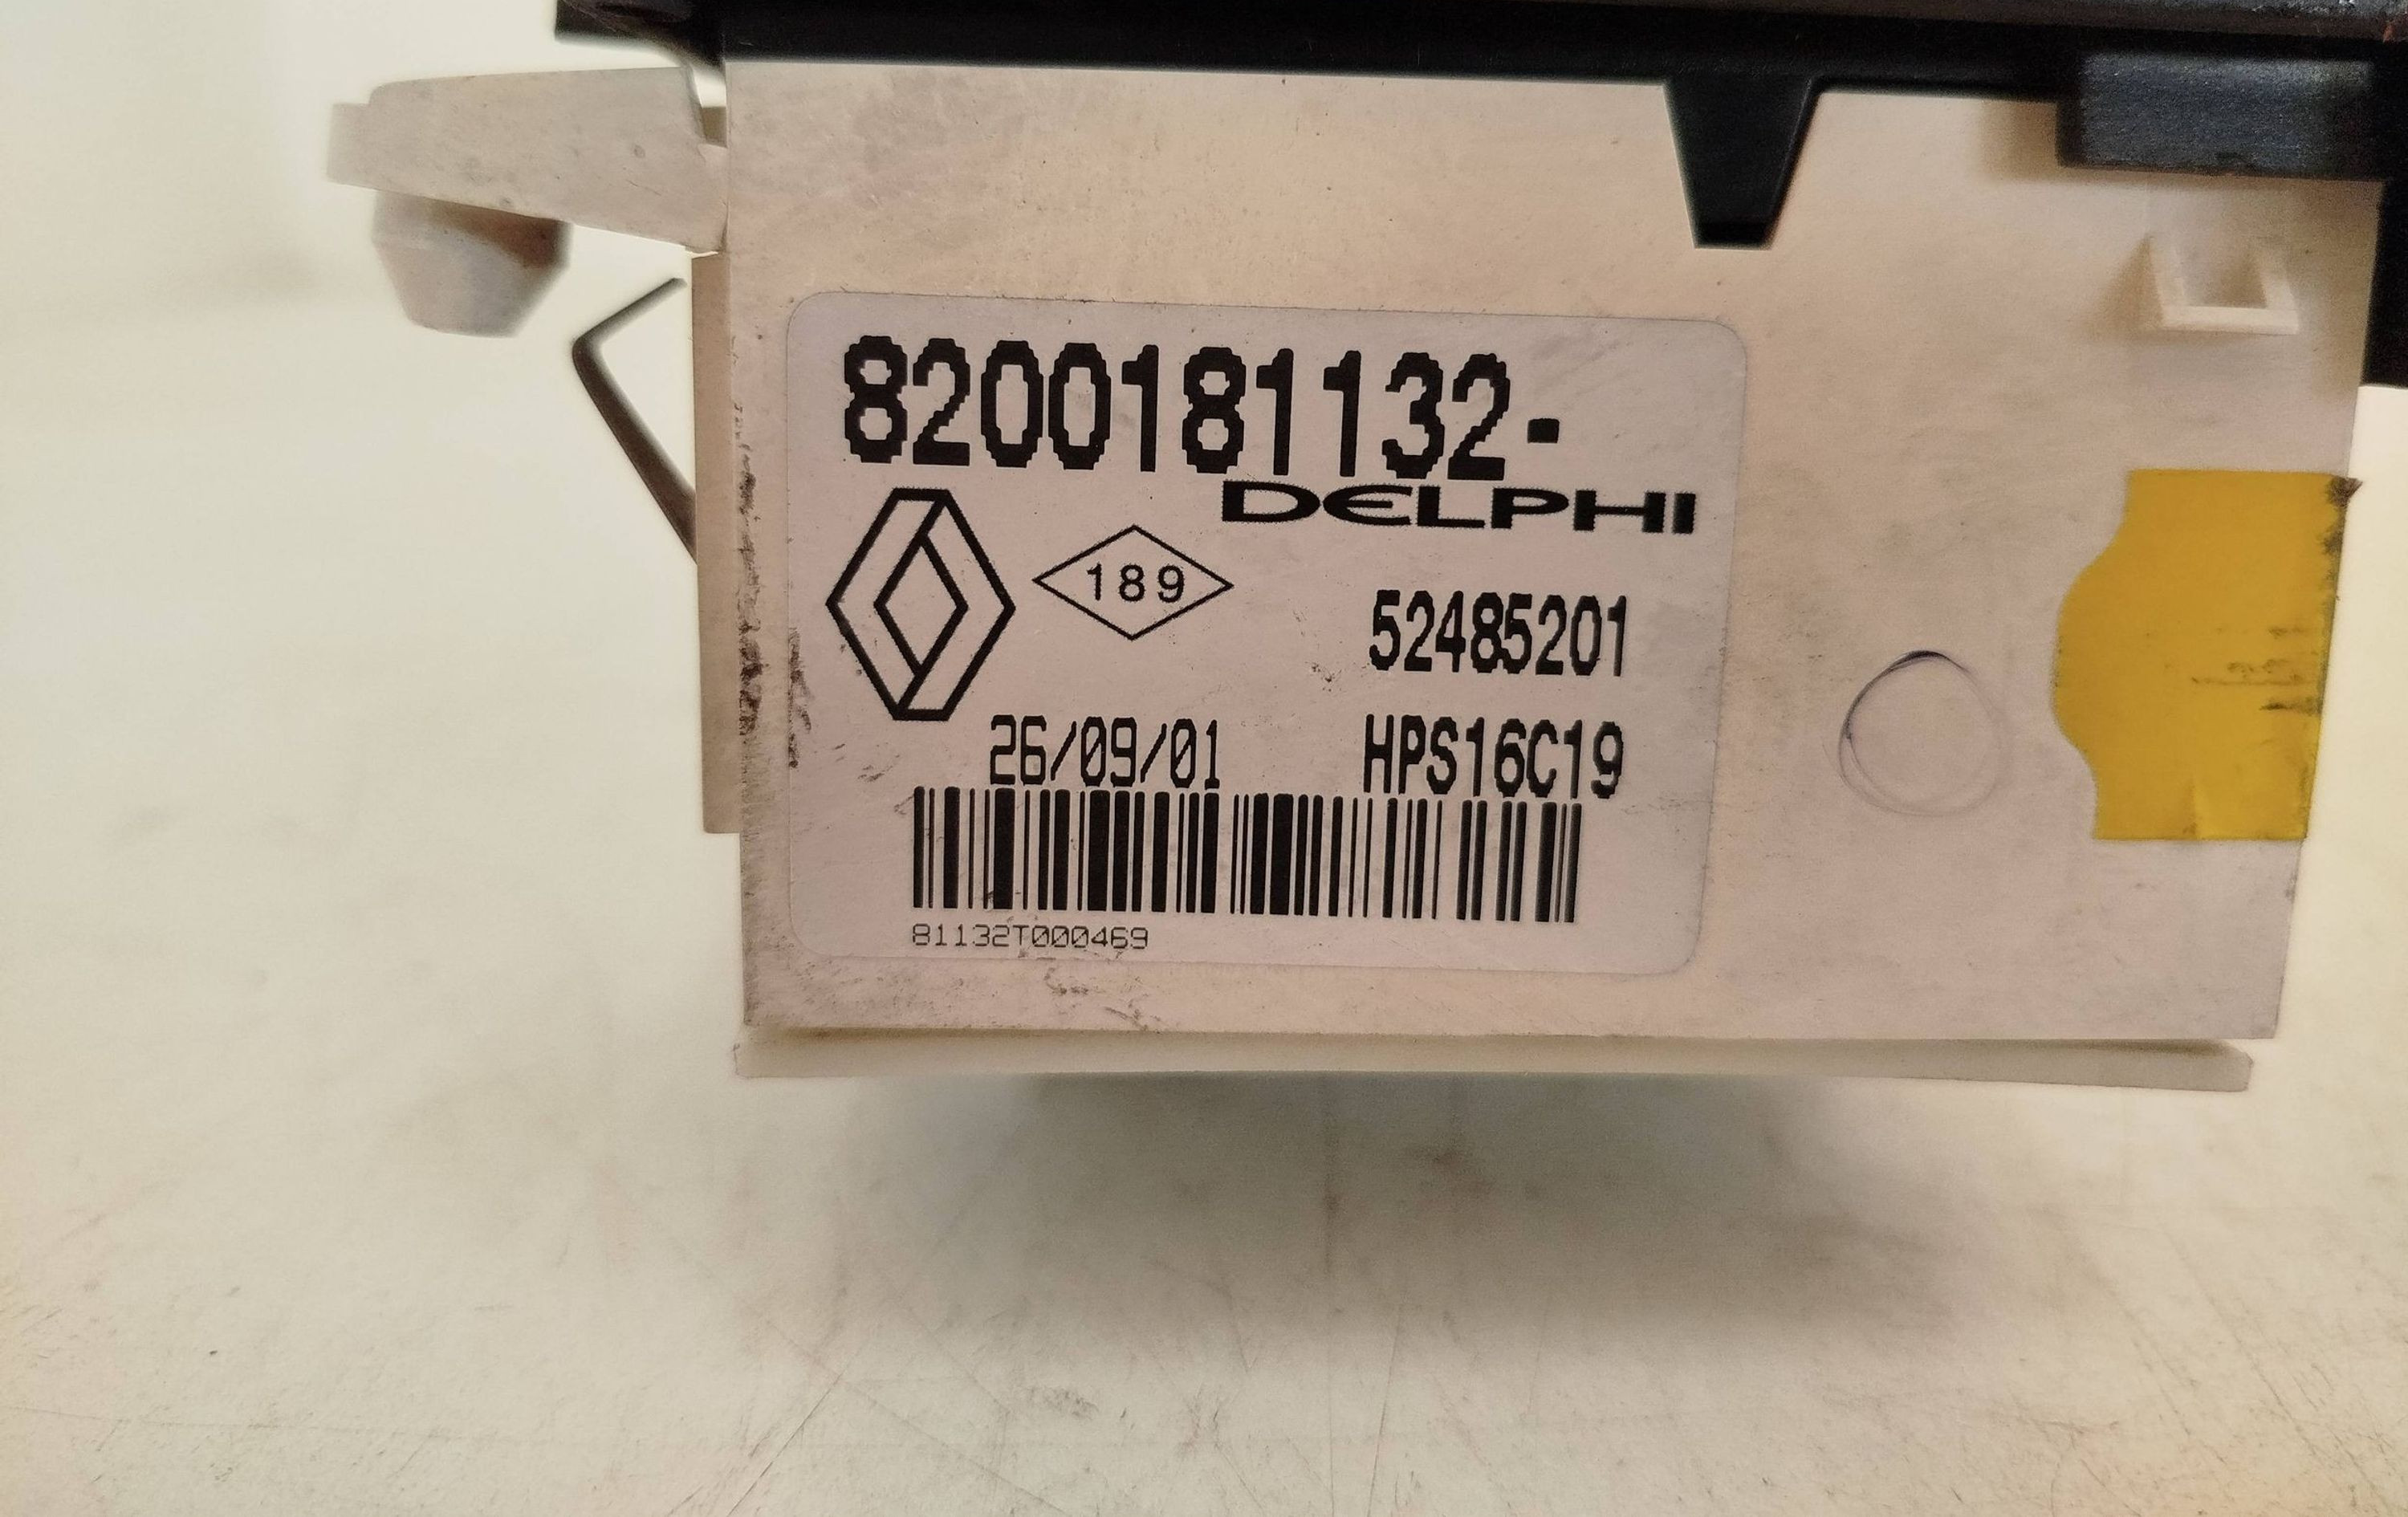 8200181132-
DELPHI
189
52485201
26/09/01 HPS16C19
81132T000469